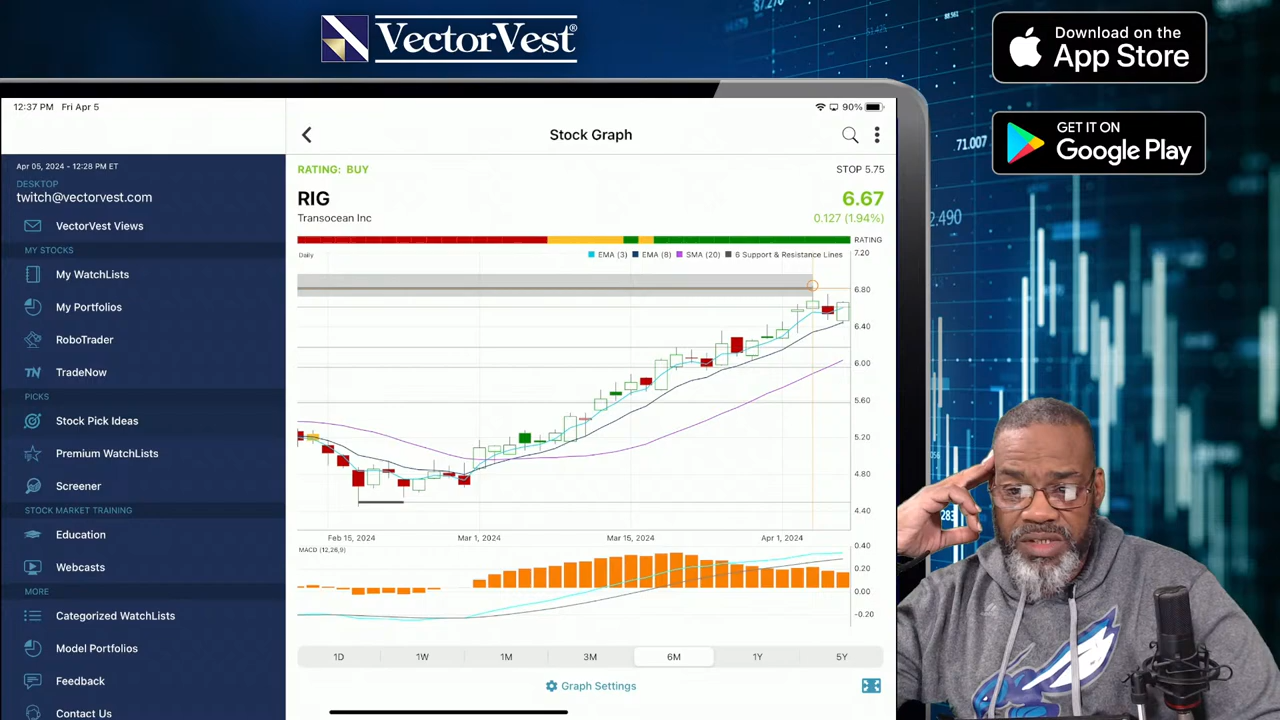 VectorVest®
Download on the
App Store
GET IT ON
Google Play
12:37 PM Fri Apr 5
90%
Apr 05, 2024 - 12:28 PM ET
DESKTOP
twitch@vectorvest.com
VectorVest Views
MY STOCKS
My WatchLists
My Portfolios
RoboTrader
TN
TradeNow
PICKS
Stock Pick Ideas
Premium WatchLists
Screener
STOCK MARKET TRAINING
Education
Webcasts
MORE
Categorized WatchLists
Model Portfolios
Feedback
Contact Us
Stock Graph
RATING: BUY
STOP 5.75
RIG
6.67
Transocean Inc
0.127 (1.94%)
RATING
Daily
EMA (3)
EMA (8)
SMA (20)
6 Support & Resistance Lines
7.20
6.80
6.40
6.00
5.60
5.20
4.80
4.40
Feb 15, 2024
Mar 1, 2024
Mar 15, 2024
Apr 1, 2024
MACD (12,26,9)
0.40
0.20
0.00
-0.20
1D
1W
1M
3M
6M
1Y
5Y
Graph Settings
71.007
2.490